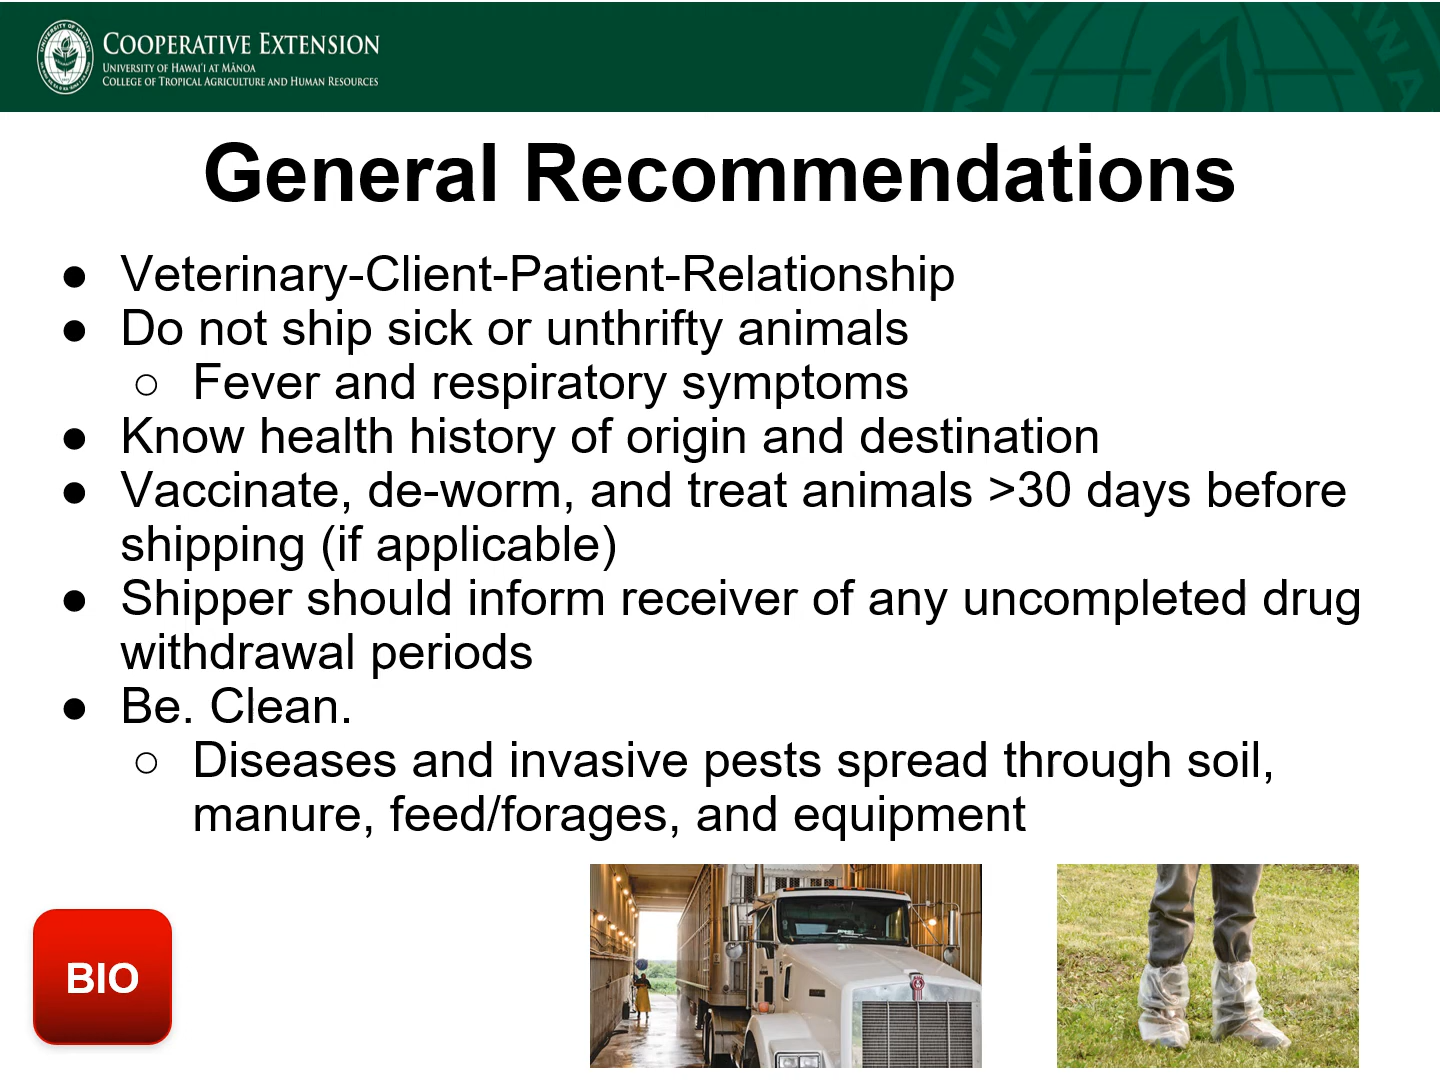 COOPERATIVE EXTENSION
UNIVERSITY OF HAWAI'I AT MĀNOA
COLLEGE OF TROPICAL AGRICULTURE AND HUMAN RESOURCES
General Recommendations
● Veterinary-Client-Patient-Relationship
● Do not ship sick or unthrifty animals
○ Fever and respiratory symptoms
● Know health history of origin and destination
● Vaccinate, de-worm, and treat animals >30 days before
shipping (if applicable)
● Shipper should inform receiver of any uncompleted drug
withdrawal periods
● Be. Clean.
○ Diseases and invasive pests spread through soil,
manure, feed/forages, and equipment
BIO